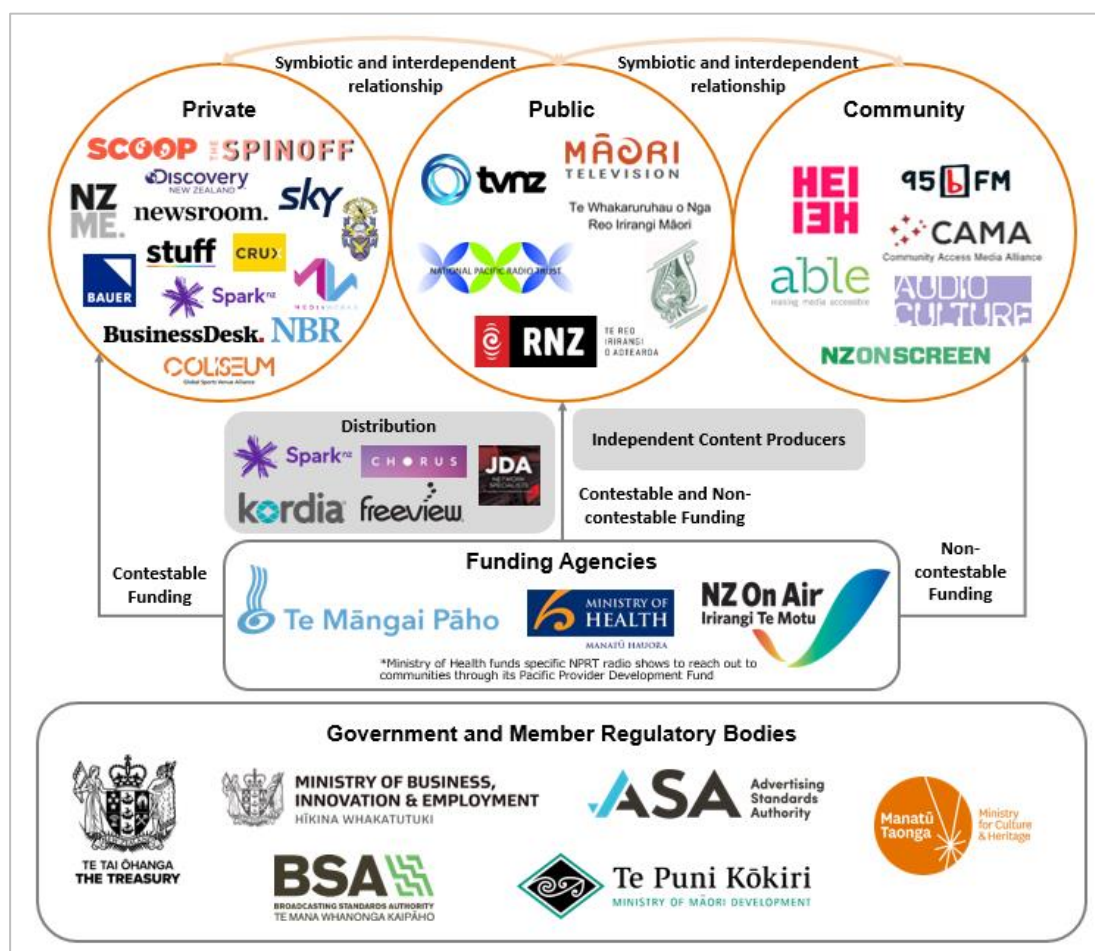 Symbiotic and interdependent
relationship
Symbiotic and interdependent
relationship
Private
SCOOP
THE SPINOFF
Discovery
NEW ZEALAND
NZ
ME.
newsroom.
sky
stuff
CRUX
BAUER
Spark nz
MEDIAWORKS
BusinessDesk.
NBR
COLISEUM
Global Sports Venue Alliance
Public
tvnz
MĀORI
TELEVISION
Te Whakaruruhau o Nga
Reo Irirangi Māori
NATIONAL PACIFIC RADIO TRUST
RNZ
TE REO
IRIRANGI
O AOTEAROA
Community
HEI
HEI
95 b FM
CAMA
Community Access Media Alliance
able
making media accessible
AUDIO
CULTURE
NZONSCREEN
Distribution
Spark nz
CHORUS
JDA
NETWORK
SPECIALISTS
kordia
freeview
Independent Content Producers
Contestable and Non-
contestable Funding
Contestable
Funding
Non-
contestable
Funding
Funding Agencies
Te Māngai Pāho
MINISTRY OF
HEALTH
MANATŪ HAUORA
NZ On Air
Irirangi Te Motu
*Ministry of Health funds specific NPRT radio shows to reach out to
communities through its Pacific Provider Development Fund
Government and Member Regulatory Bodies
TE TAI ŌHANGA
THE TREASURY
MINISTRY OF BUSINESS,
INNOVATION & EMPLOYMENT
HĪKINA WHAKATUTUKI
ASA
Advertising
Standards
Authority
Manatū
Taonga
Ministry
for Culture
& Heritage
BSA
BROADCASTING STANDARDS AUTHORITY
TE MANA WHANONGA KAIPĀHO
Te Puni Kōkiri
MINISTRY OF MĀORI DEVELOPMENT